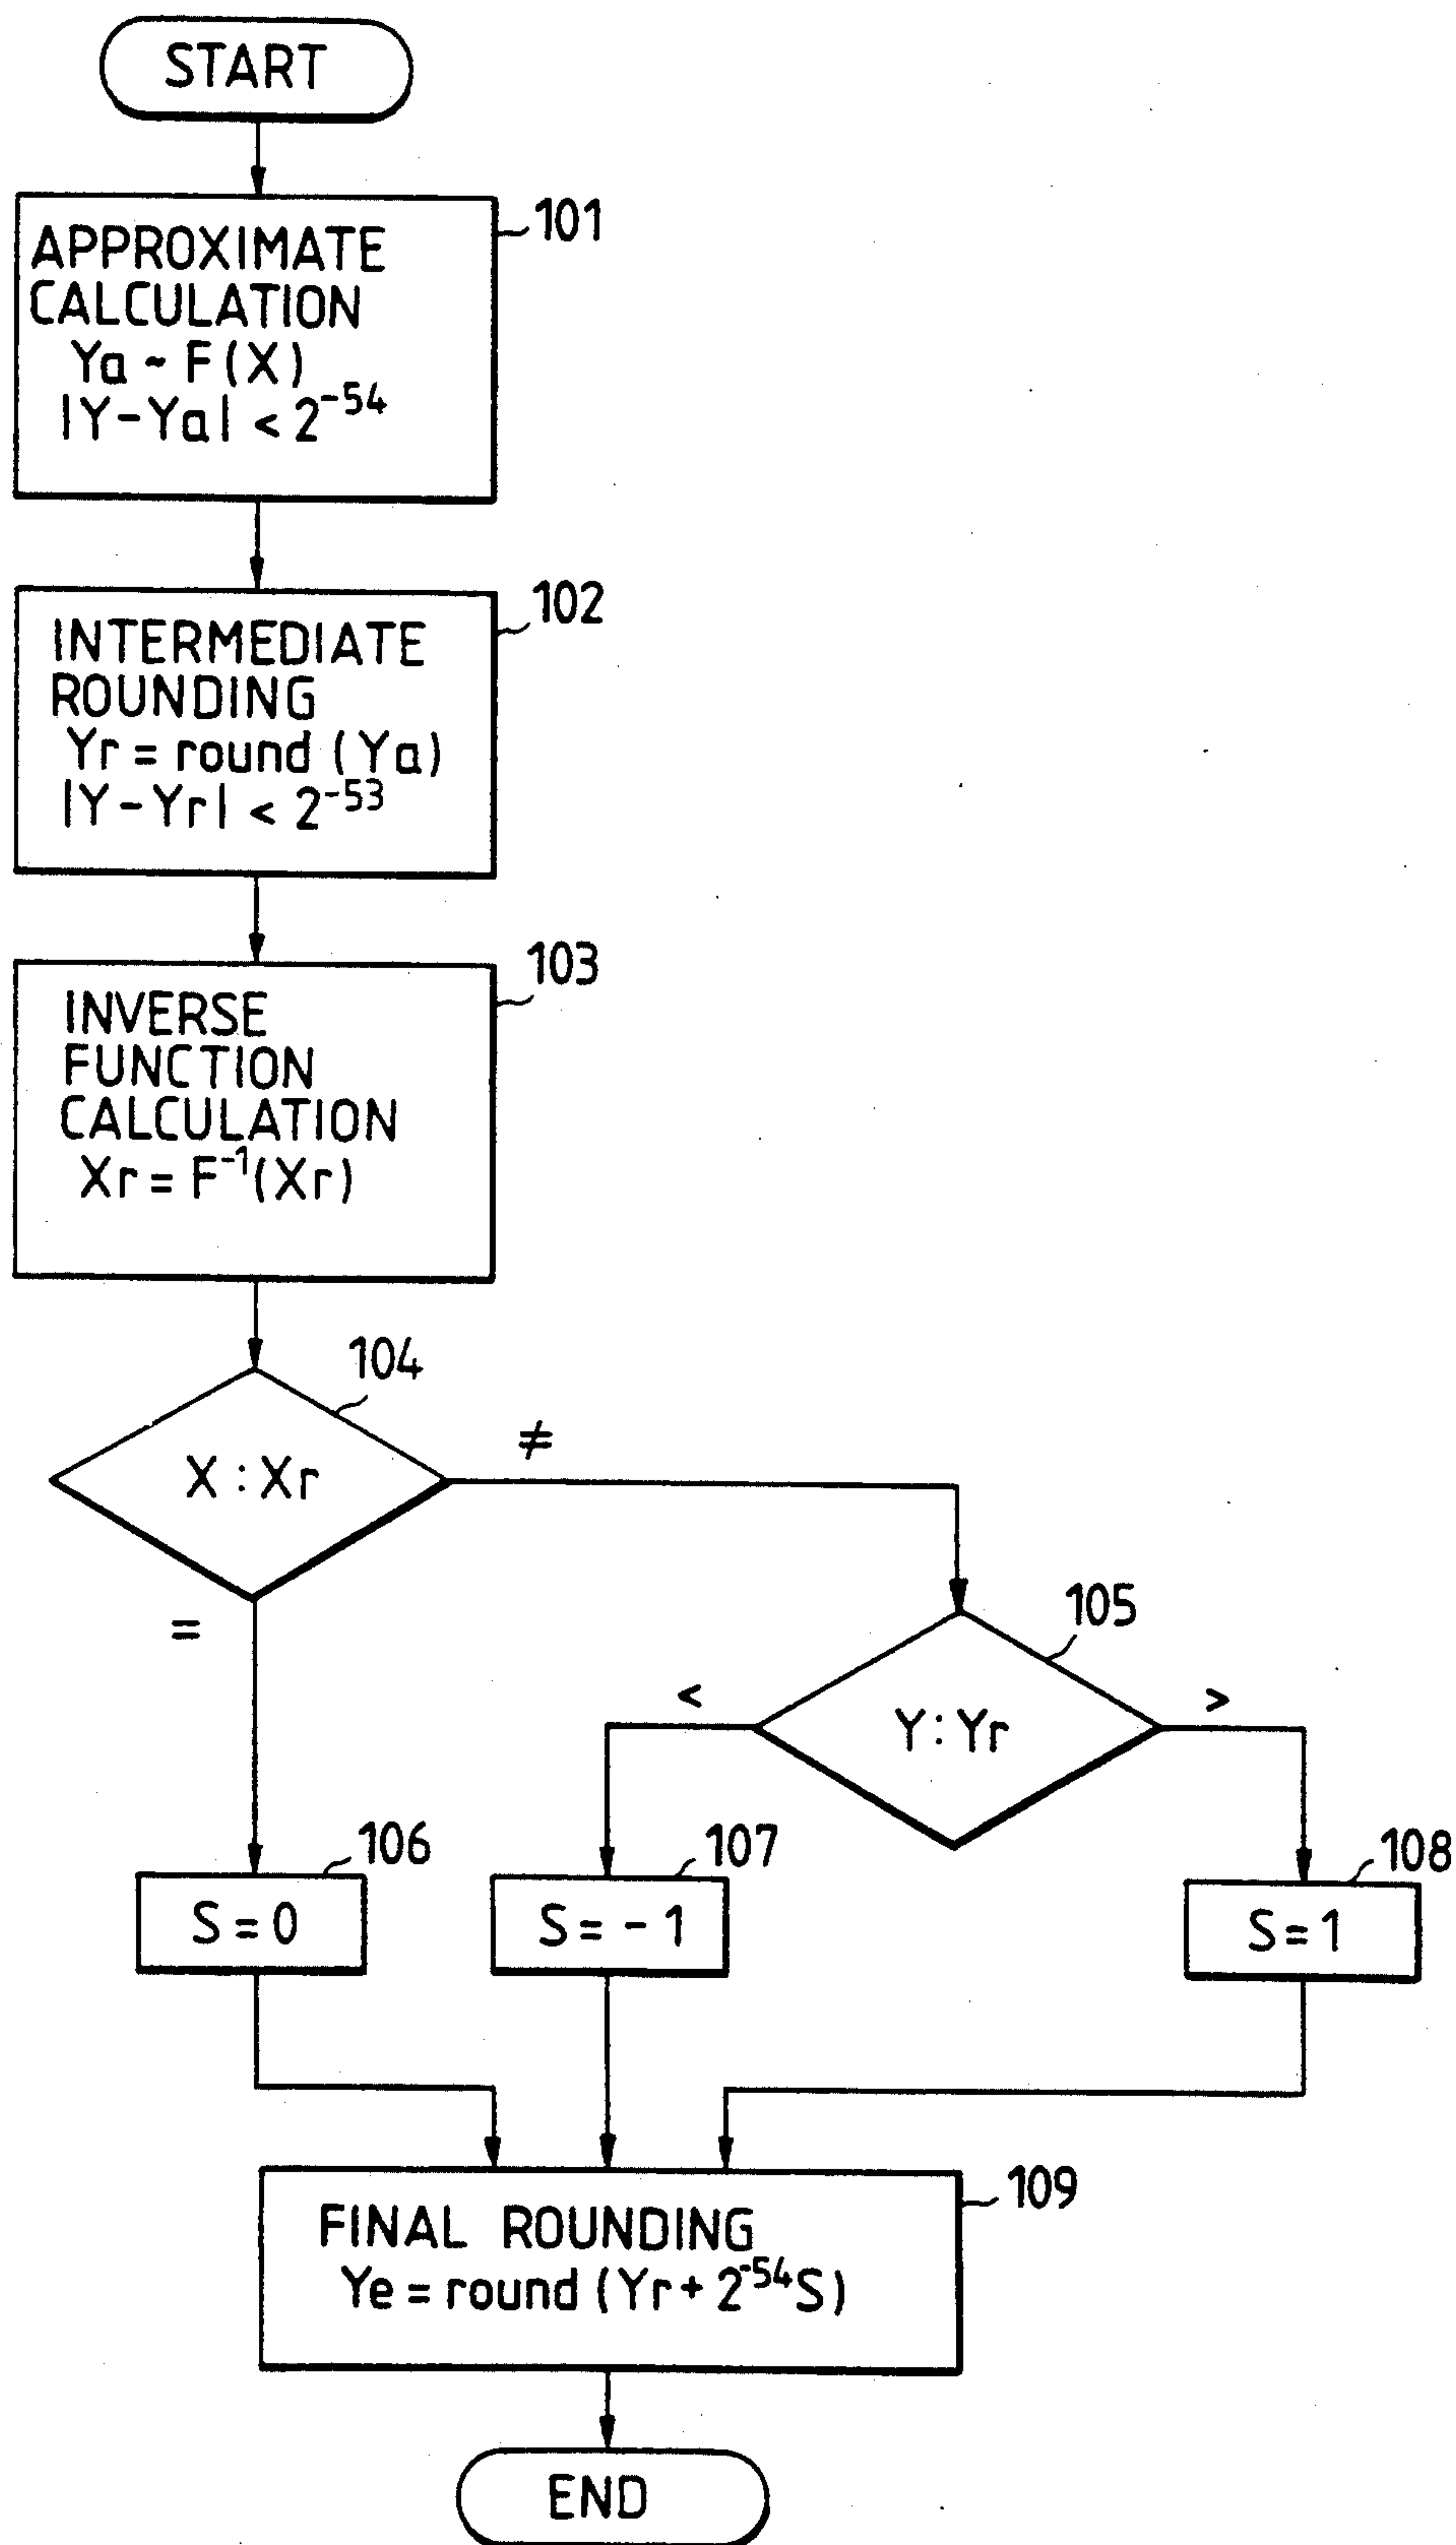 START
101
APPROXIMATE
CALCULATION
Ya ~ F(X)
|Y-Ya| < 2⁻⁵⁴
102
INTERMEDIATE
ROUNDING
Yr = round (Ya)
|Y-Yr| < 2⁻⁵³
103
INVERSE
FUNCTION
CALCULATION
Xr = F⁻¹(Xr)
104
X : Xr
≠
=
105
Y : Yr
<
>
106
S = 0
107
S = - 1
108
S = 1
109
FINAL ROUNDING
Ye = round (Yr + 2⁻⁵⁴S)
END